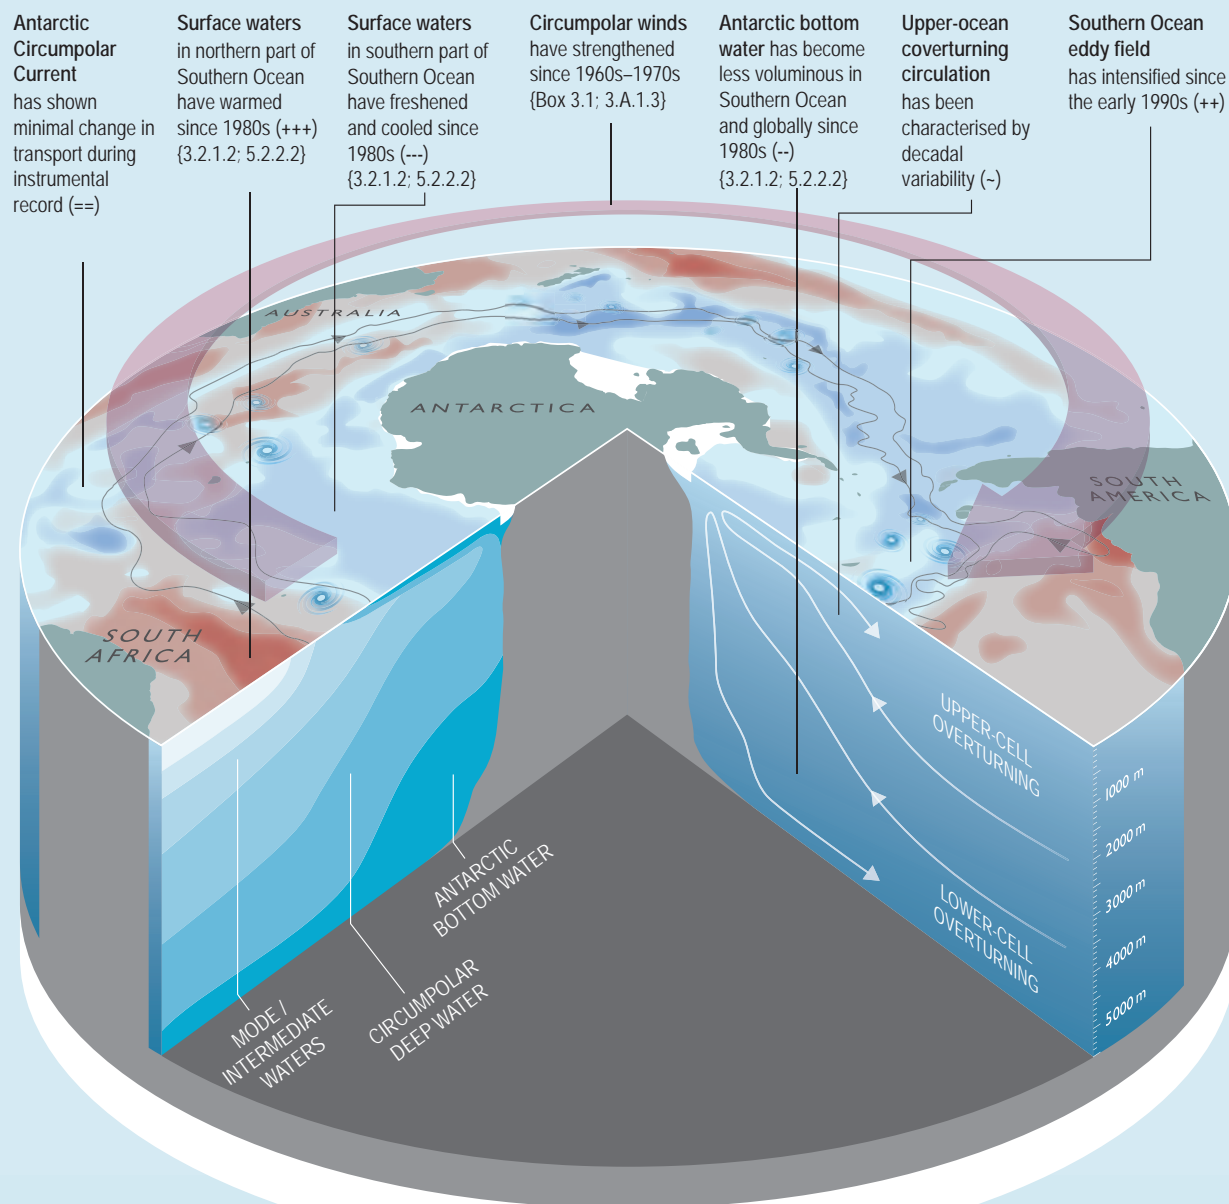 Antarctic
Circumpolar
Current
has shown
minimal change in
transport during
instrumental
record (==)
Surface waters
in northern part of
Southern Ocean
have warmed
since 1980s (+++)
{3.2.1.2; 5.2.2.2}
Surface waters
in southern part of
Southern Ocean
have freshened
and cooled since
1980s (---)
{3.2.1.2; 5.2.2.2}
Circumpolar winds
have strengthened
since 1960s–1970s
{Box 3.1; 3.A.1.3}
Antarctic bottom
water has become
less voluminous in
Southern Ocean
and globally since
1980s (--)
{3.2.1.2; 5.2.2.2}
Upper-ocean
coverturning
circulation
has been
characterised by
decadal
variability (~)
Southern Ocean
eddy field
has intensified since
the early 1990s (++)
AUSTRALIA
ANTARCTICA
SOUTH
AMERICA
SOUTH
AFRICA
UPPER-CELL
OVERTURNING
LOWER-CELL
OVERTURNING
1000 m
2000 m
3000 m
4000 m
5000 m
ANTARCTIC
BOTTOM WATER
CIRCUMPOLAR
DEEP WATER
MODE /
INTERMEDIATE
WATERS